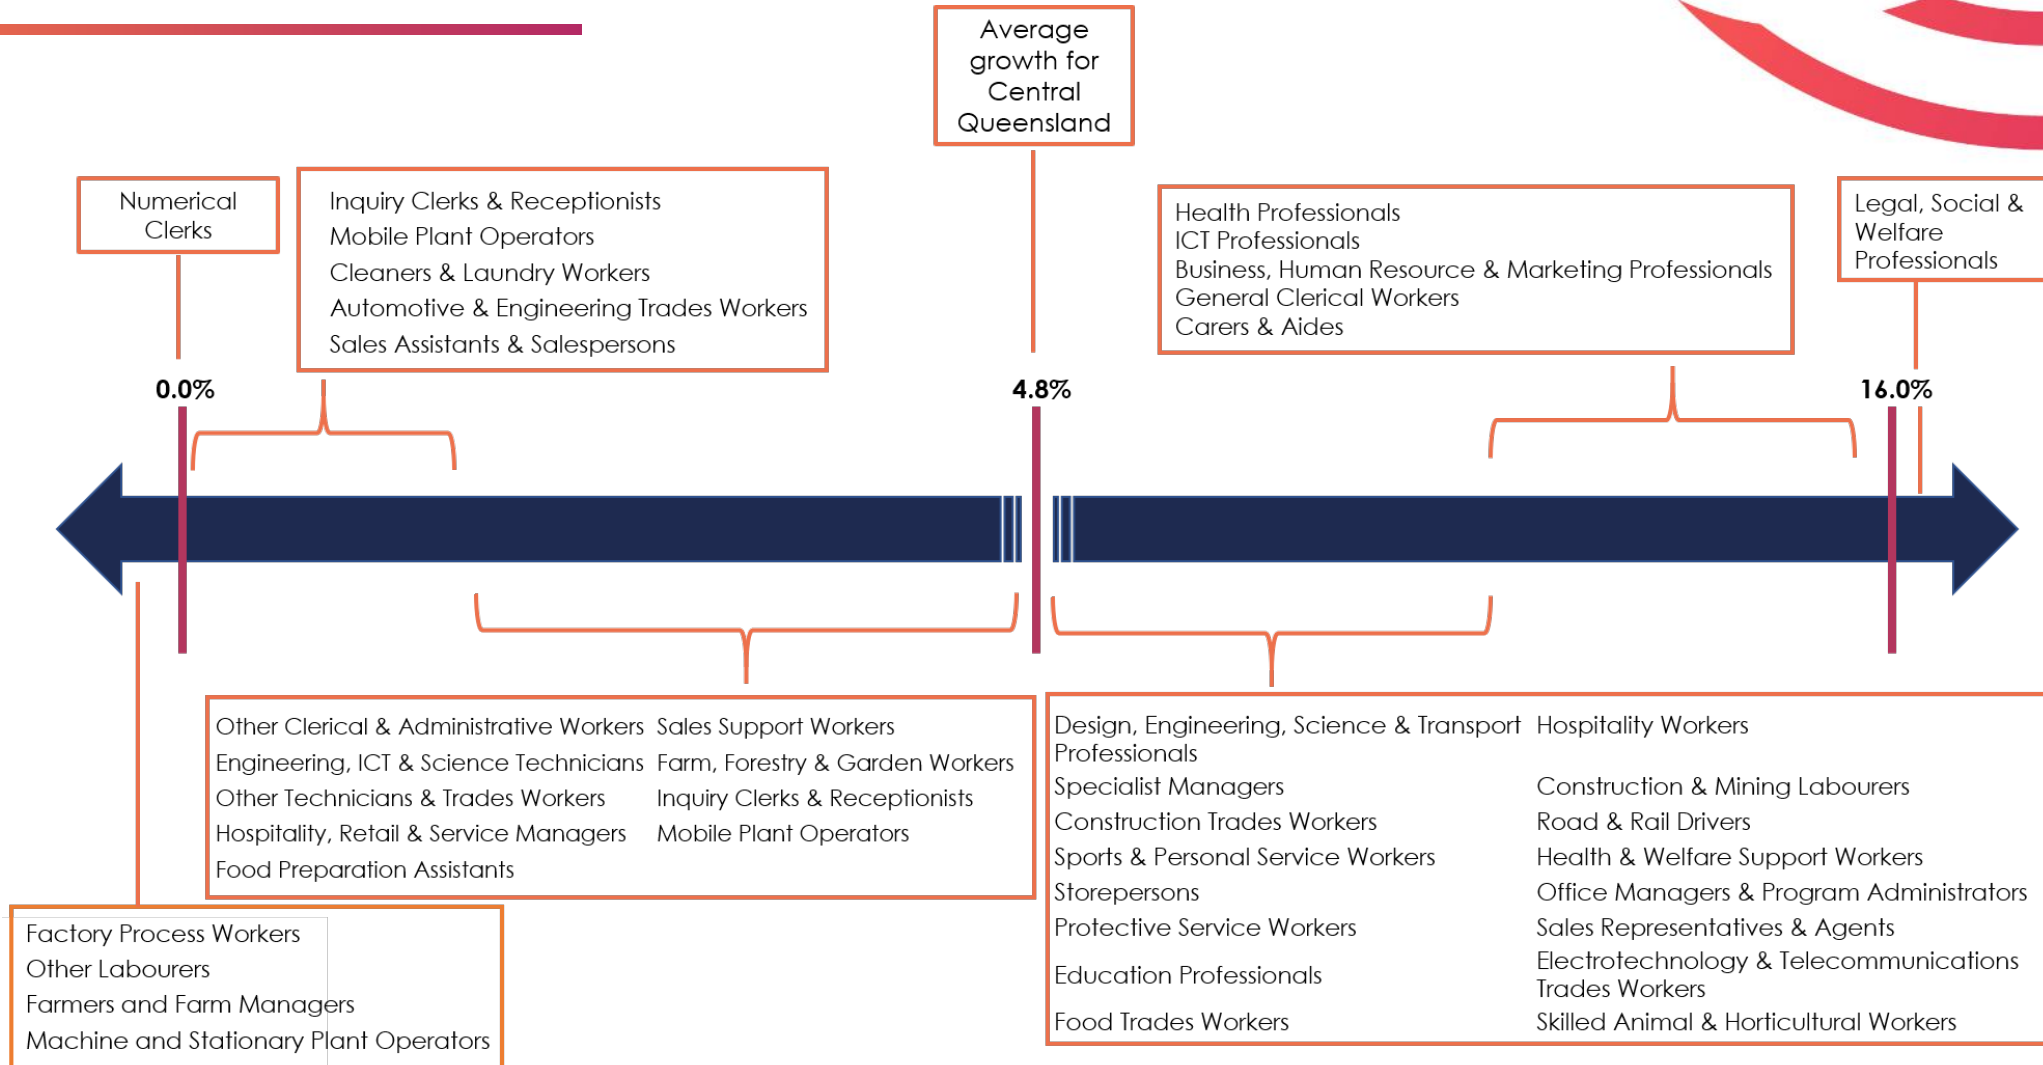 Average
growth for
Central
Queensland
Numerical
Clerks
Inquiry Clerks & Receptionists
Mobile Plant Operators
Cleaners & Laundry Workers
Automotive & Engineering Trades Workers
Sales Assistants & Salespersons
Health Professionals
ICT Professionals
Business, Human Resource & Marketing Professionals
General Clerical Workers
Carers & Aides
Legal, Social &
Welfare
Professionals
0.0%
4.8%
16.0%
Other Clerical & Administrative Workers
Engineering, ICT & Science Technicians
Other Technicians & Trades Workers
Hospitality, Retail & Service Managers
Food Preparation Assistants
Sales Support Workers
Farm, Forestry & Garden Workers
Inquiry Clerks & Receptionists
Mobile Plant Operators
Design, Engineering, Science & Transport
Professionals
Specialist Managers
Construction Trades Workers
Sports & Personal Service Workers
Storepersons
Protective Service Workers
Education Professionals
Food Trades Workers
Hospitality Workers
Construction & Mining Labourers
Road & Rail Drivers
Health & Welfare Support Workers
Office Managers & Program Administrators
Sales Representatives & Agents
Electrotechnology & Telecommunications
Trades Workers
Skilled Animal & Horticultural Workers
Factory Process Workers
Other Labourers
Farmers and Farm Managers
Machine and Stationary Plant Operators